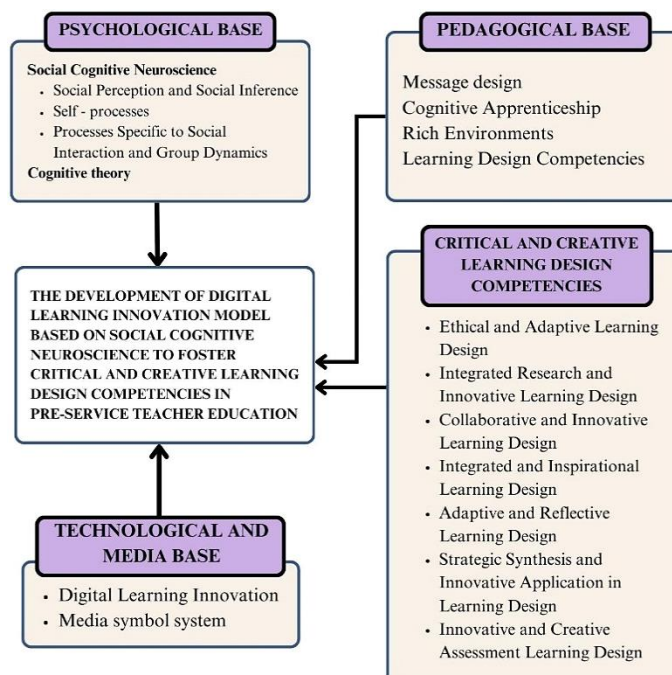 PSYCHOLOGICAL BASE
Social Cognitive Neuroscience
• Social Perception and Social Inference
• Self - processes
• Processes Specific to Social
Interaction and Group Dynamics
Cognitive theory
PEDAGOGICAL BASE
Message design
Cognitive Apprenticeship
Rich Environments
Learning Design Competencies
THE DEVELOPMENT OF DIGITAL
LEARNING INNOVATION MODEL
BASED ON SOCIAL COGNITIVE
NEUROSCIENCE TO FOSTER
CRITICAL AND CREATIVE LEARNING
DESIGN COMPETENCIES IN
PRE-SERVICE TEACHER EDUCATION
CRITICAL AND CREATIVE
LEARNING DESIGN
COMPETENCIES
• Ethical and Adaptive Learning
Design
• Integrated Research and
Innovative Learning Design
• Collaborative and Innovative
Learning Design
• Integrated and Inspirational
Learning Design
• Adaptive and Reflective
Learning Design
• Strategic Synthesis and
Innovative Application in
Learning Design
• Innovative and Creative
Assessment Learning Design
TECHNOLOGICAL AND
MEDIA BASE
• Digital Learning Innovation
• Media symbol system